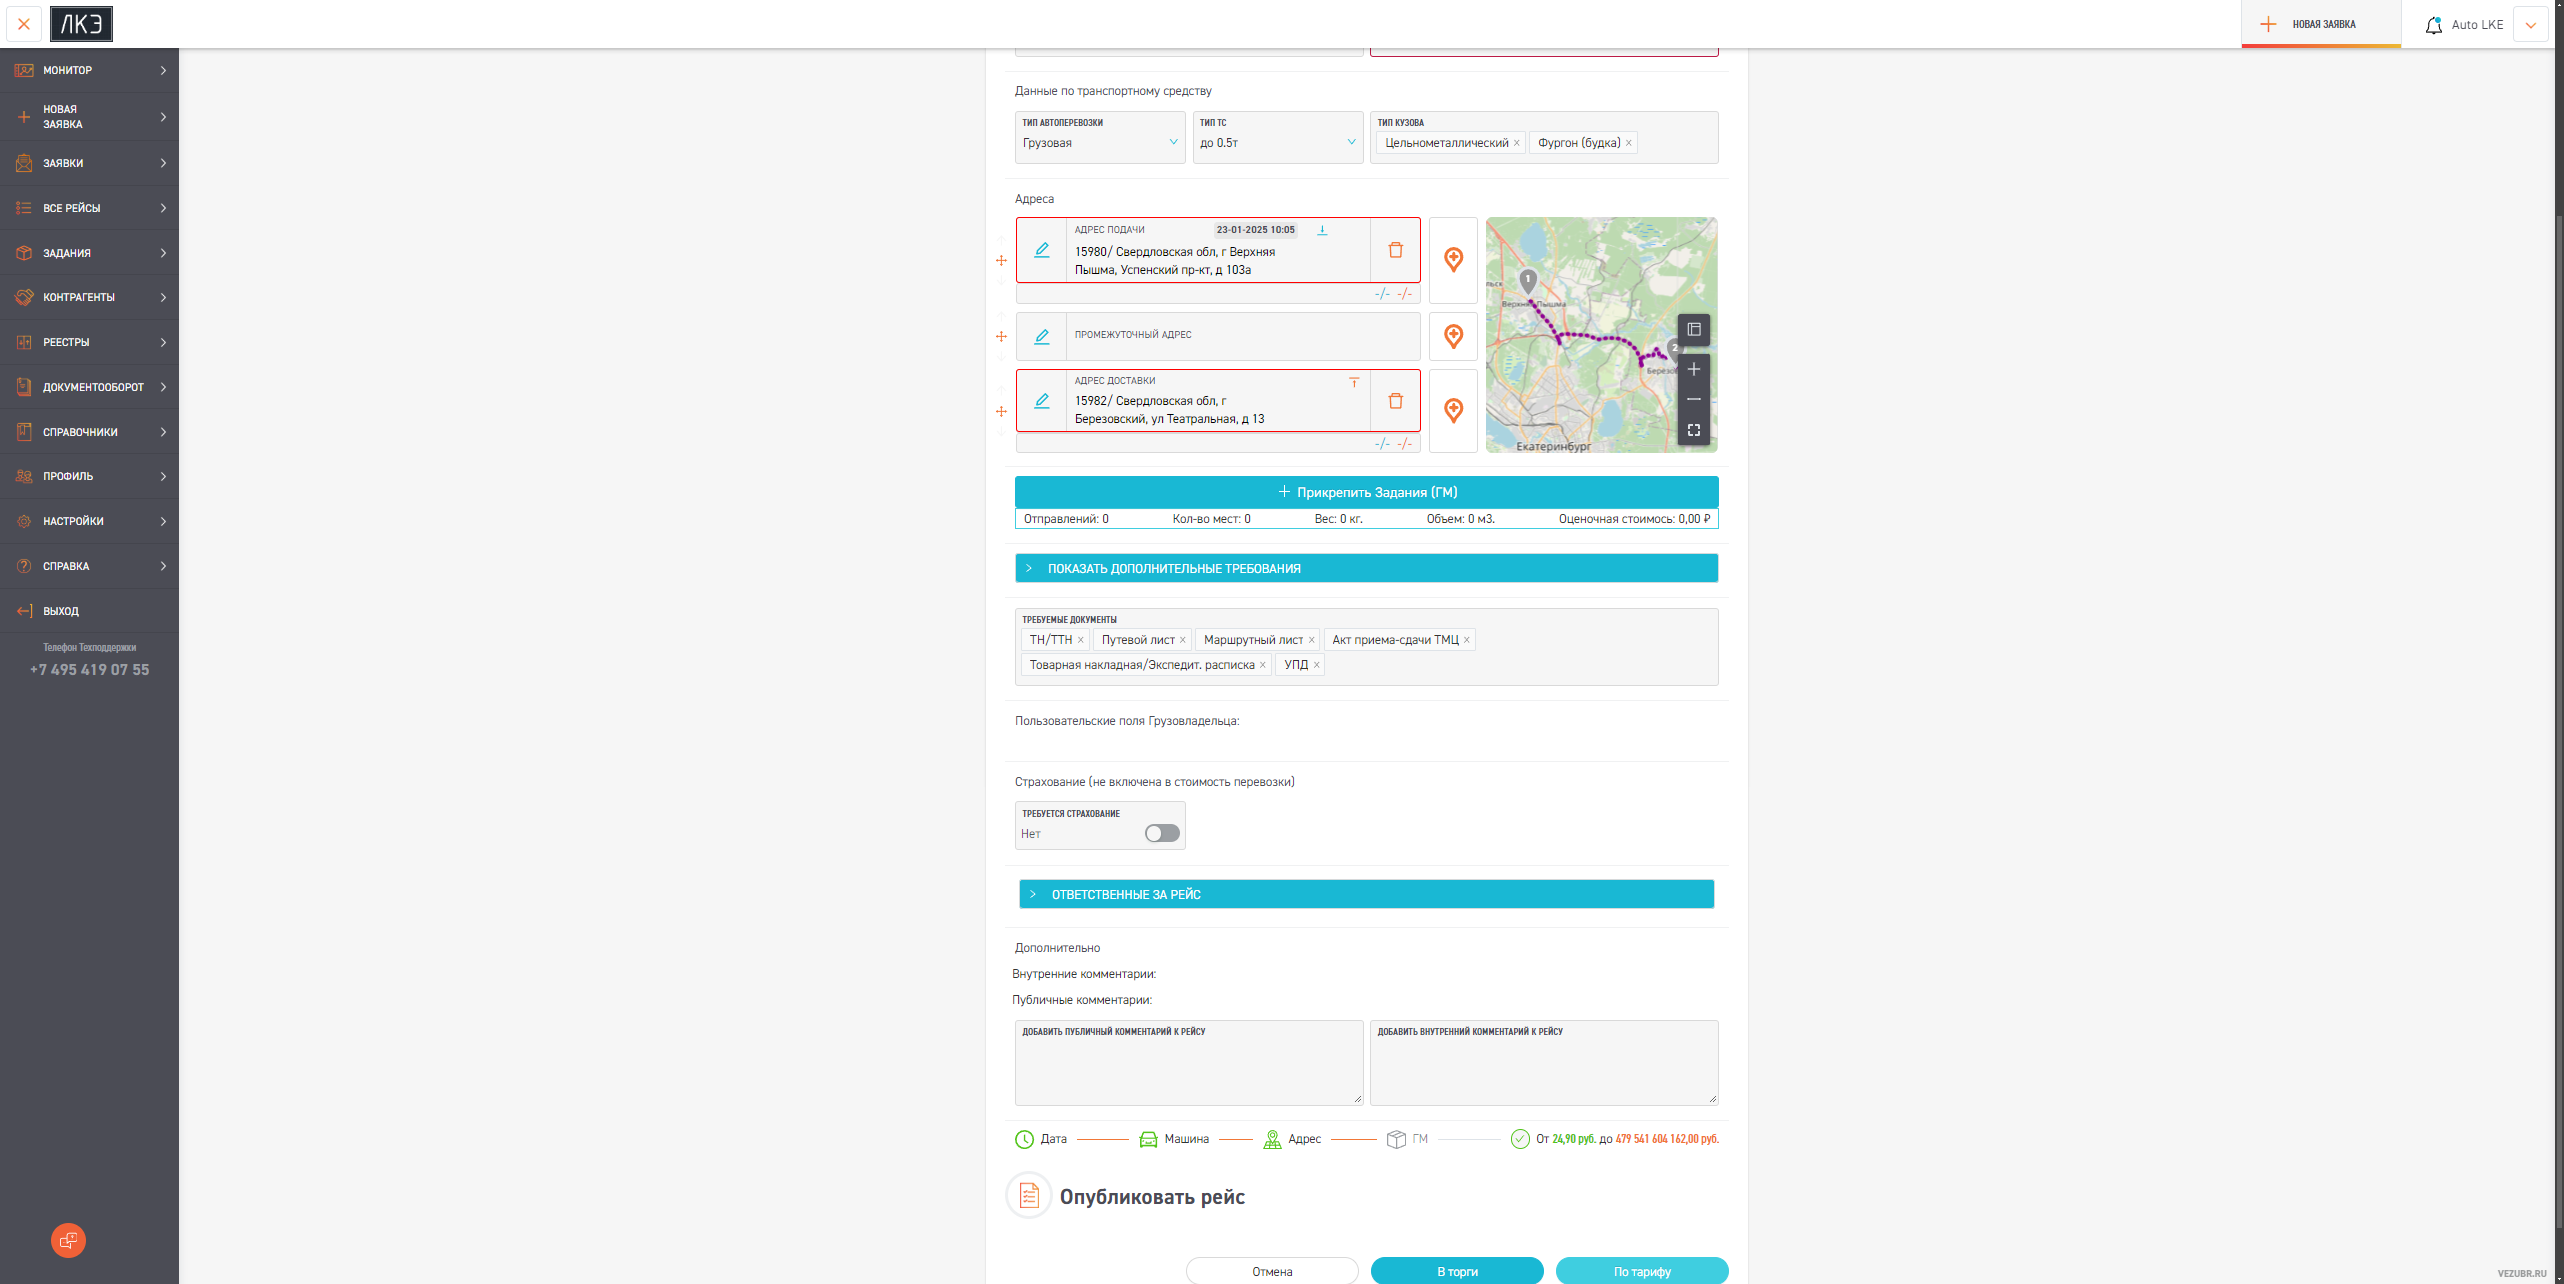 ЛКЭ
НОВАЯ ЗАЯВКА
Auto LKE
МОНИТОР
НОВАЯ
ЗАЯВКА
ЗАЯВКИ
ВСЕ РЕЙСЫ
ЗАДАНИЯ
КОНТРАГЕНТЫ
РЕЕСТРЫ
ДОКУМЕНТООБОРОТ
СПРАВОЧНИКИ
ПРОФИЛЬ
НАСТРОЙКИ
СПРАВКА
ВЫХОД
Телефон Техподдержки
+7 495 419 07 55
Данные по транспортному средству
ТИП АВТОПЕРЕВОЗКИ
Грузовая
ТИП ТС
до 0.5т
ТИП КУЗОВА
Цельнометаллический × Фургон (будка) ×
Адреса
АДРЕС ПОДАЧИ 23-01-2025 10:05
15980/ Свердловская обл, г Верхняя
Пышма, Успенский пр-кт, д 103а
-/- -/-
ПРОМЕЖУТОЧНЫЙ АДРЕС
АДРЕС ДОСТАВКИ
15982/ Свердловская обл, г
Березовский, ул Театральная, д 13
-/- -/-
1
Верхняя Пышма
2
Екатеринбург
+ Прикрепить Задания (ГМ)
Отправлений: 0 Кол-во мест: 0 Вес: 0 кг. Объем: 0 м3. Оценочная стоимось: 0,00 ₽
ПОКАЗАТЬ ДОПОЛНИТЕЛЬНЫЕ ТРЕБОВАНИЯ
ТРЕБУЕМЫЕ ДОКУМЕНТЫ
ТН/ТТН × Путевой лист × Маршрутный лист × Акт приема-сдачи ТМЦ ×
Товарная накладная/Экспедит. расписка × УПД ×
Пользовательские поля Грузовладельца:
Страхование (не включена в стоимость перевозки)
ТРЕБУЕТСЯ СТРАХОВАНИЕ
Нет
ОТВЕТСТВЕННЫЕ ЗА РЕЙС
Дополнительно
Внутренние комментарии:
Публичные комментарии:
ДОБАВИТЬ ПУБЛИЧНЫЙ КОММЕНТАРИЙ К РЕЙСУ
ДОБАВИТЬ ВНУТРЕННИЙ КОММЕНТАРИЙ К РЕЙСУ
Дата Машина Адрес ГМ От 24,90 руб. до 479 541 604 162,00 руб.
Опубликовать рейс
Отмена В торги По тарифу
VEZUBR.RU